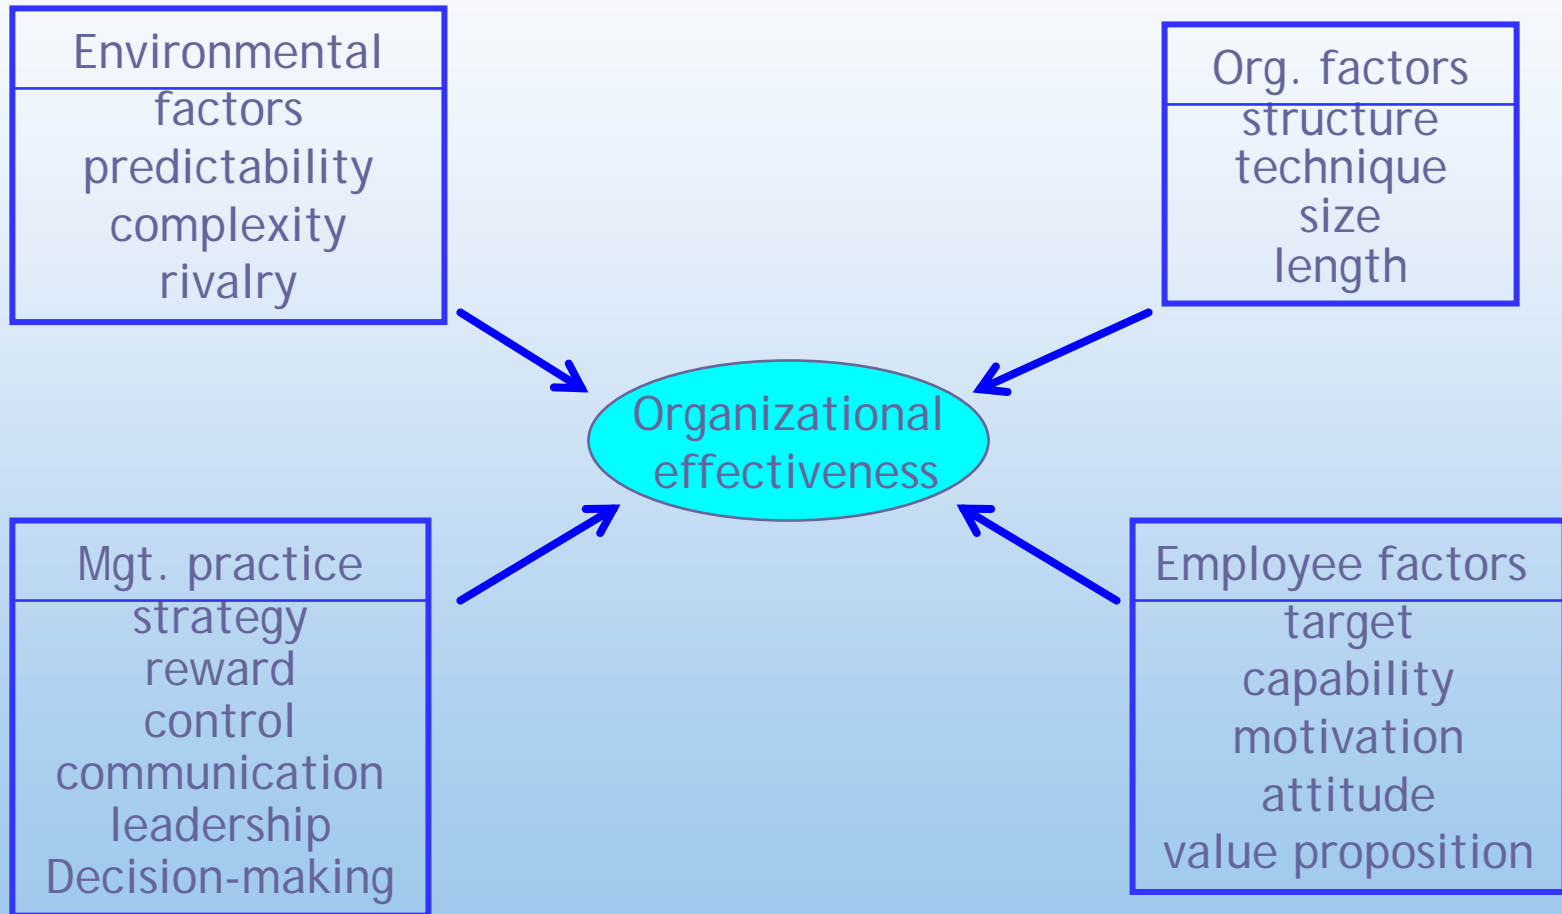 Environmental
factors
predictability
complexity
rivalry
Org. factors
structure
technique
size
length
Organizational
effectiveness
Mgt. practice
strategy
reward
control
communication
leadership
Decision-making
Employee factors
target
capability
motivation
attitude
value proposition